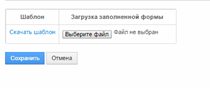 Шаблон Загрузка заполненной формы
Скачать шаблон Выберите файл Файл не выбран
Сохранить Отмена